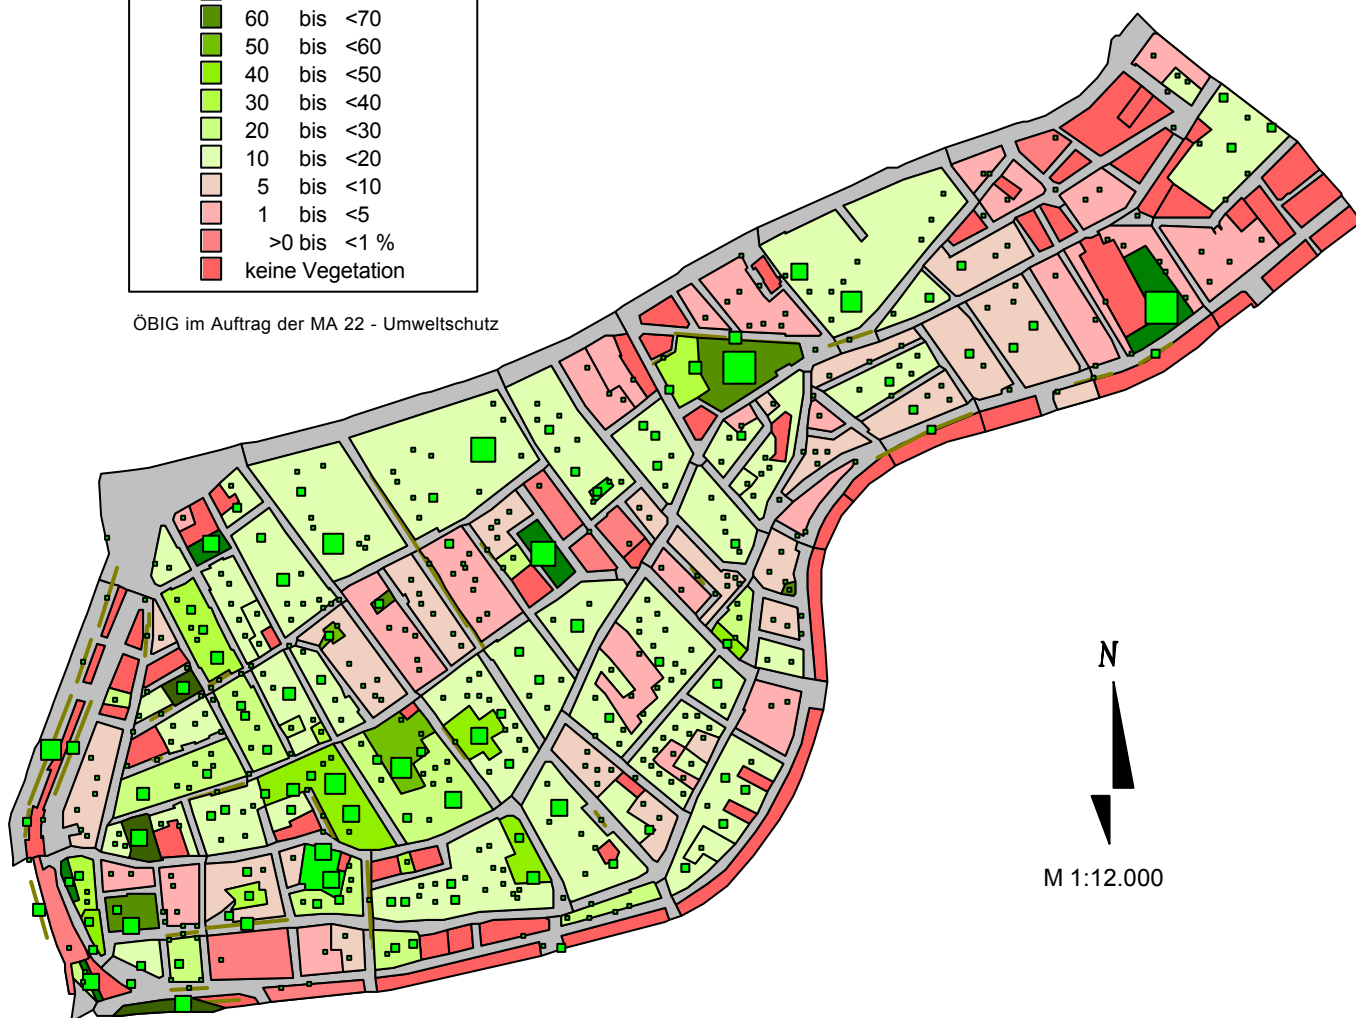 60 bis <70
50 bis <60
40 bis <50
30 bis <40
20 bis <30
10 bis <20
5 bis <10
1 bis <5
>0 bis <1 %
keine Vegetation
ÖBIG im Auftrag der MA 22 - Umweltschutz
N
M 1:12.000